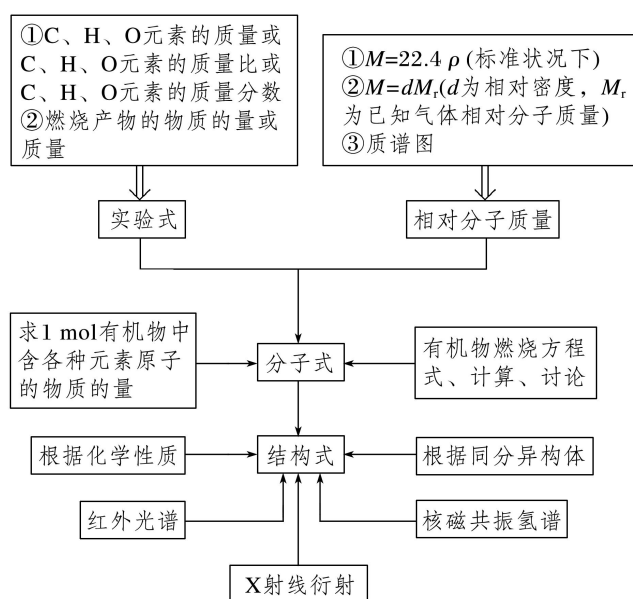 ①C、H、O元素的质量或
C、H、O元素的质量比或
C、H、O元素的质量分数
②燃烧产物的物质的量或
质量
①M=22.4 ρ (标准状况下)
②M=dMr(d为相对密度，Mr
为已知气体相对分子质量)
③质谱图
实验式
相对分子质量
求1 mol有机物中
含各种元素原子
的物质的量
分子式
有机物燃烧方程
式、计算、讨论
根据化学性质
结构式
根据同分异构体
红外光谱
核磁共振氢谱
X射线衍射